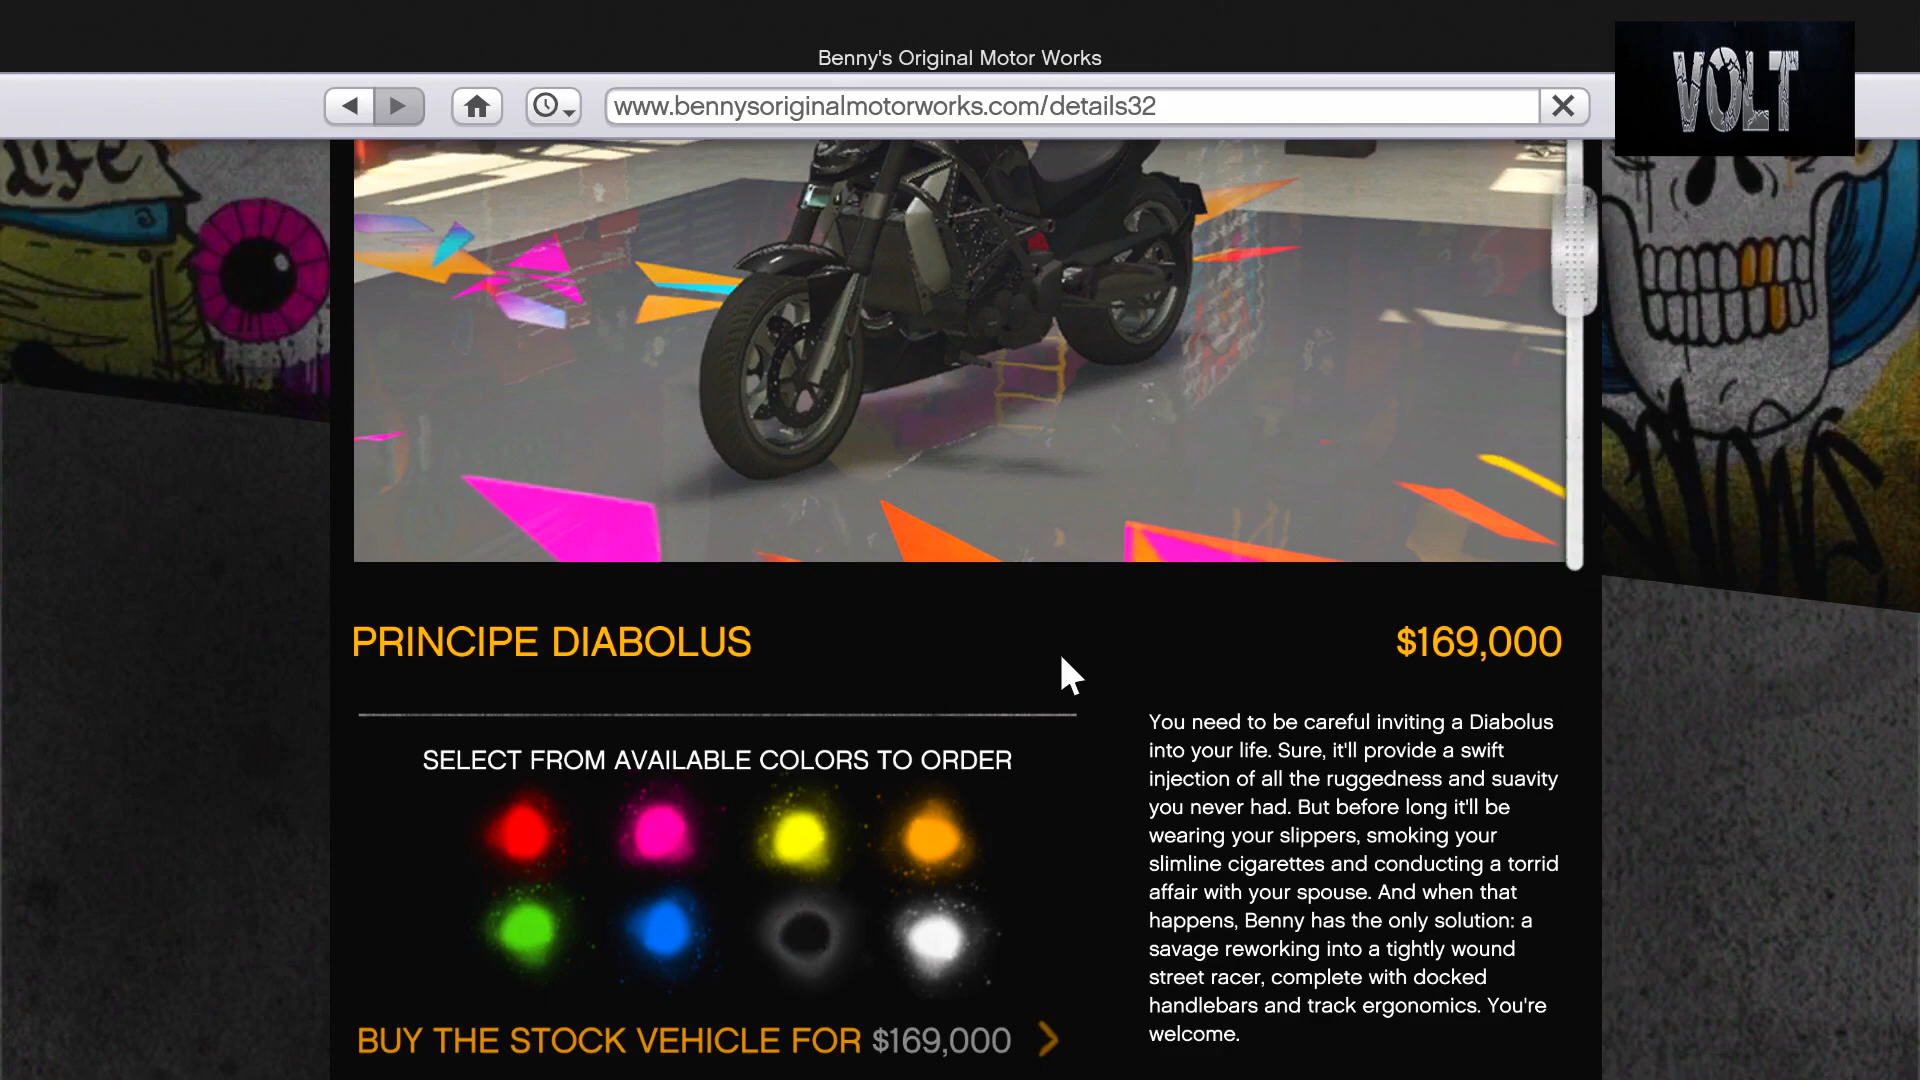 Benny's Original Motor Works
VOLT
www.bennysoriginalmotorworks.com/details32
Life
PRINCIPE DIABOLUS
$169,000
SELECT FROM AVAILABLE COLORS TO ORDER
You need to be careful inviting a Diabolus
into your life. Sure, it'll provide a swift
injection of all the ruggedness and suavity
you never had. But before long it'll be
wearing your slippers, smoking your
slimline cigarettes and conducting a torrid
affair with your spouse. And when that
happens, Benny has the only solution: a
savage reworking into a tightly wound
street racer, complete with docked
handlebars and track ergonomics. You're
welcome.
BUY THE STOCK VEHICLE FOR $169,000